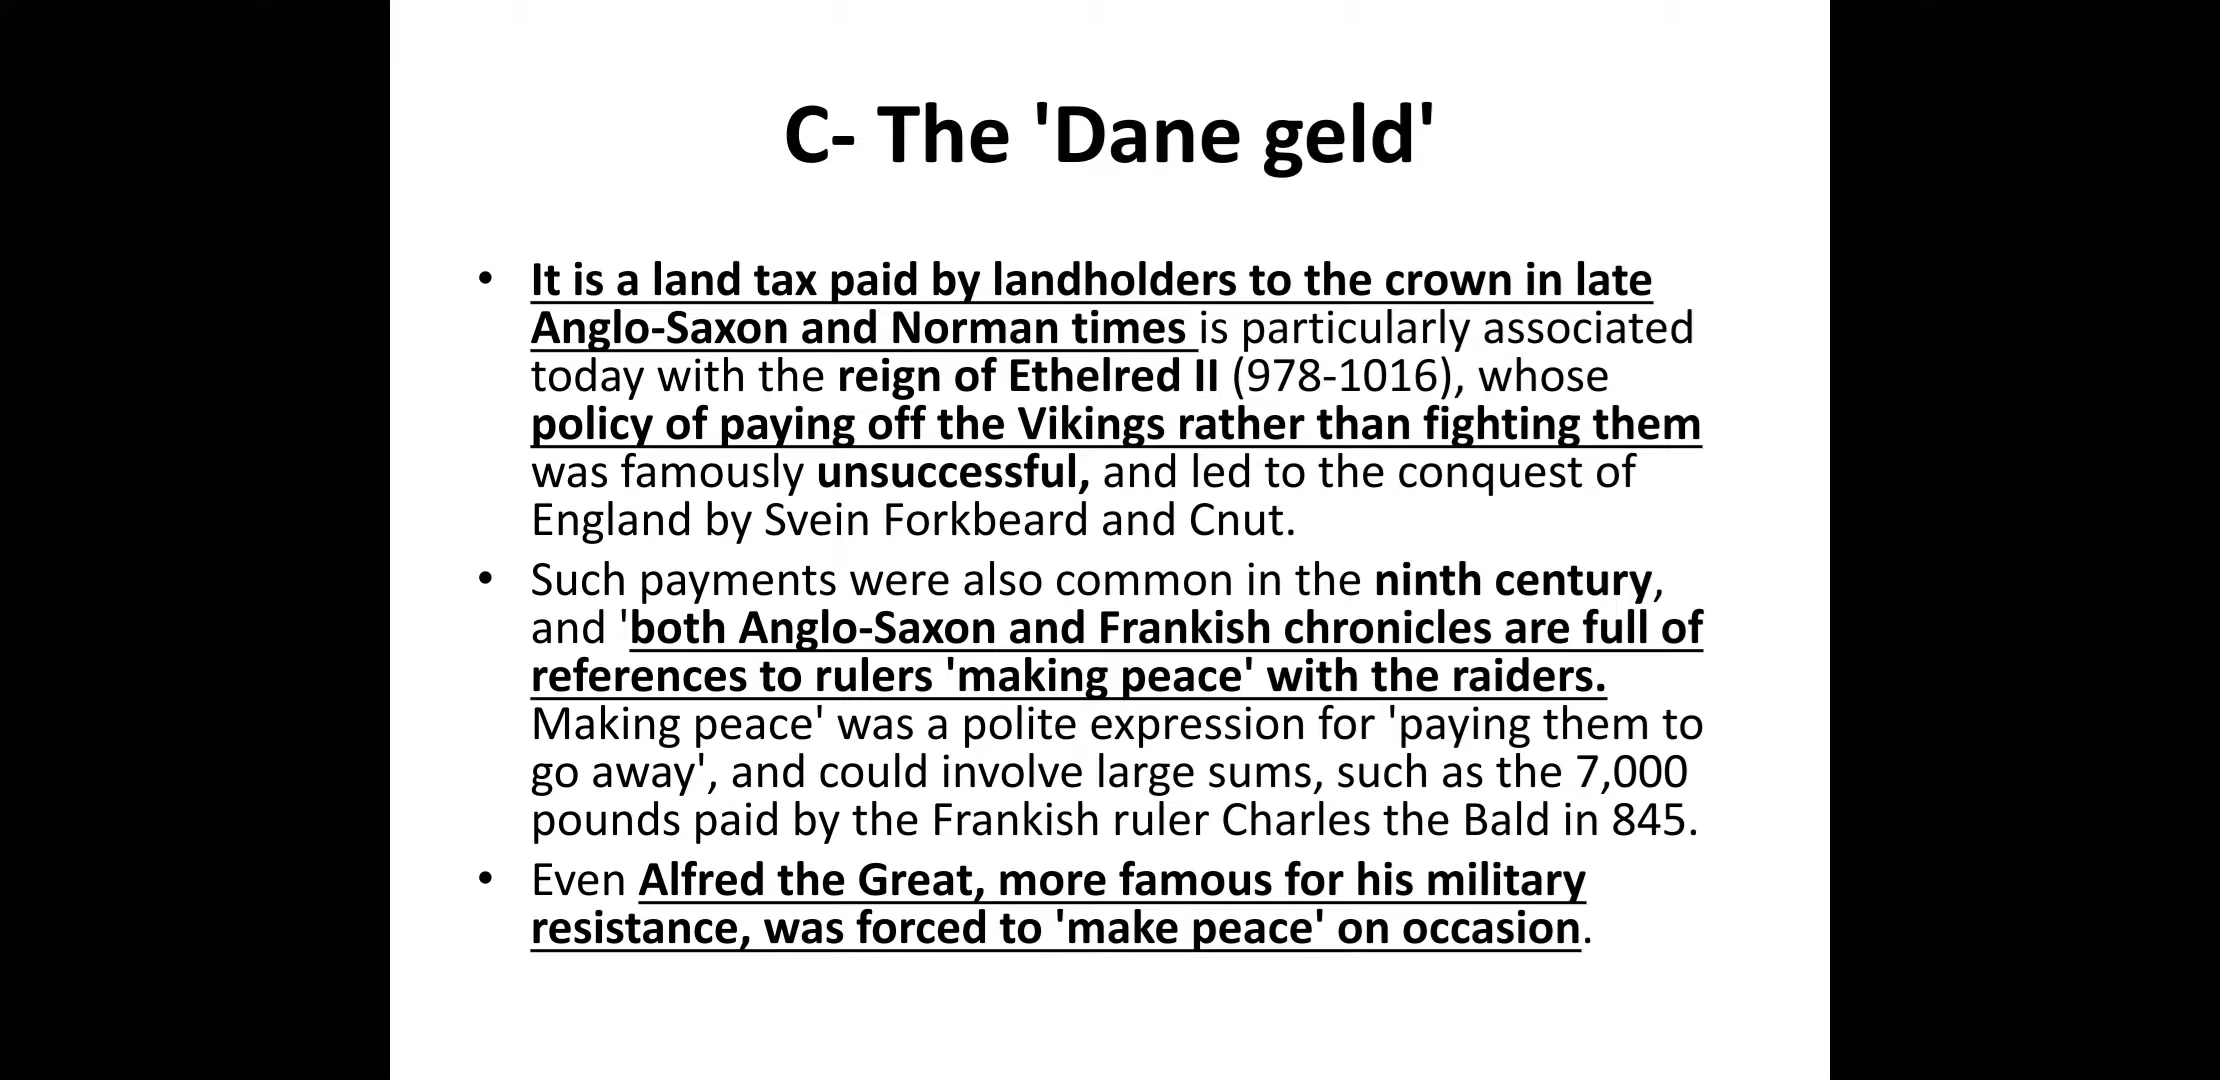 C- The 'Dane geld'
• It is a land tax paid by landholders to the crown in late
Anglo-Saxon and Norman times is particularly associated
today with the reign of Ethelred II (978-1016), whose
policy of paying off the Vikings rather than fighting them
was famously unsuccessful, and led to the conquest of
England by Svein Forkbeard and Cnut.
• Such payments were also common in the ninth century,
and 'both Anglo-Saxon and Frankish chronicles are full of
references to rulers 'making peace' with the raiders.
Making peace' was a polite expression for 'paying them to
go away', and could involve large sums, such as the 7,000
pounds paid by the Frankish ruler Charles the Bald in 845.
• Even Alfred the Great, more famous for his military
resistance, was forced to 'make peace' on occasion.